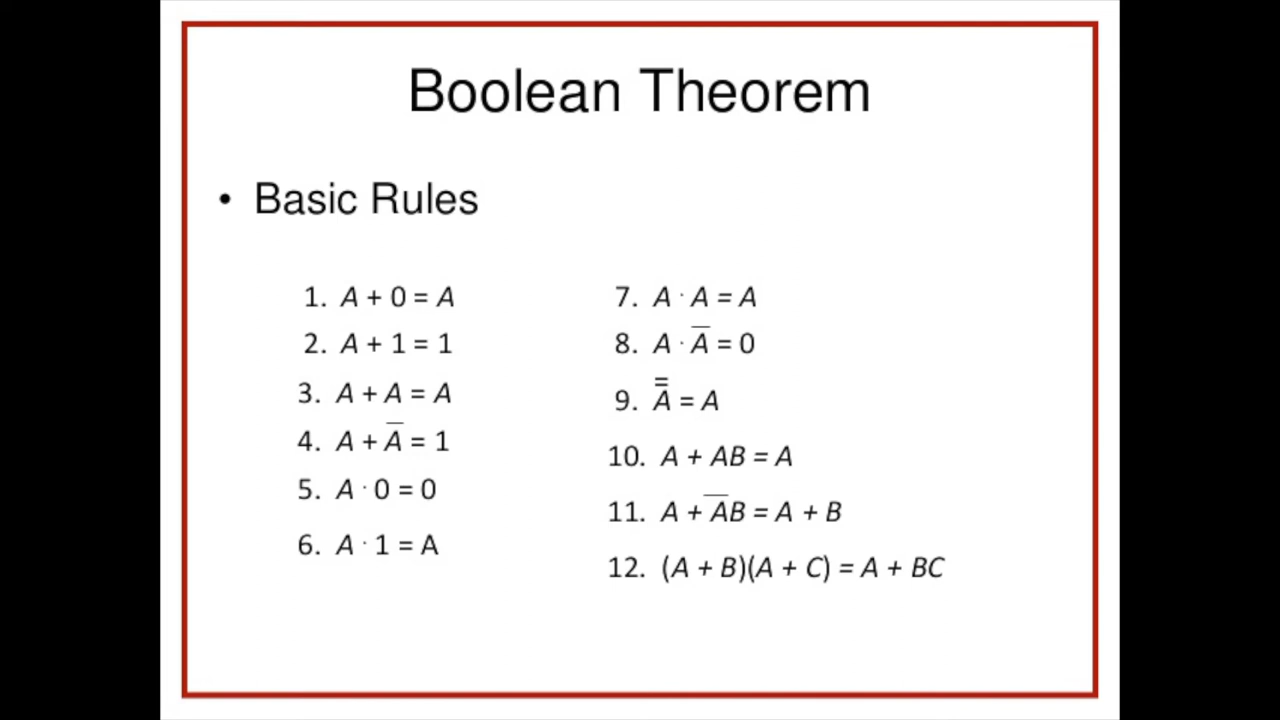 Boolean Theorem
• Basic Rules
1. A + 0 = A
2. A + 1 = 1
3. A + A = A
4. A + A̅ = 1
5. A · 0 = 0
6. A · 1 = A
7. A · A = A
8. A · A̅ = 0
9. A̿ = A
10. A + AB = A
11. A + A̅B = A + B
12. (A + B)(A + C) = A + BC